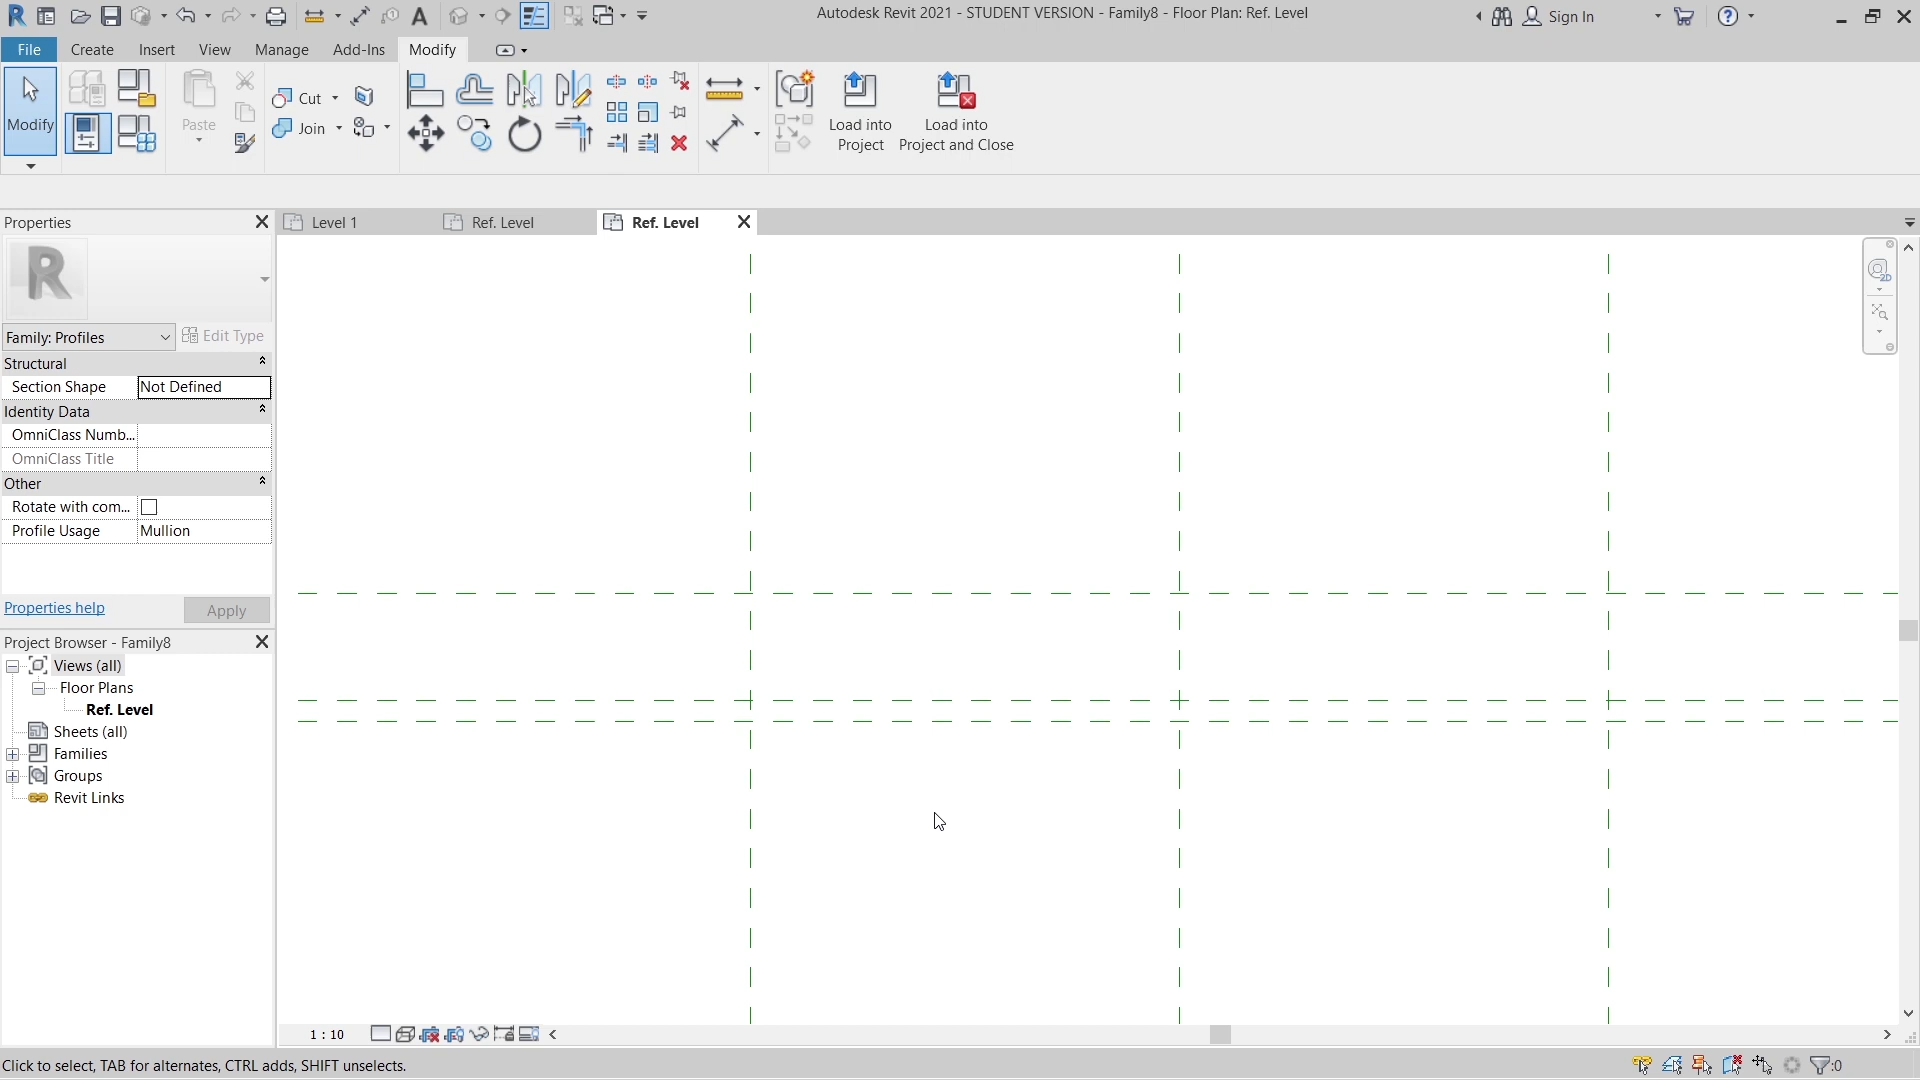 Autodesk Revit 2021 - STUDENT VERSION - Family8 - Floor Plan: Ref. Level
Sign In
File Create Insert View Manage Add-Ins Modify
Modify
Paste
Cut
Join
Load into Project
Load into Project and Close
Properties
Level 1
Ref. Level
Ref. Level
R
Family: Profiles
Edit Type
Structural
Section Shape Not Defined
Identity Data
OmniClass Numb...
OmniClass Title
Other
Rotate with com...
Profile Usage Mullion
Properties help
Apply
Project Browser - Family8
Views (all)
Floor Plans
Ref. Level
Sheets (all)
Families
Groups
Revit Links
1 : 10
Click to select, TAB for alternates, CTRL adds, SHIFT unselects.
:0